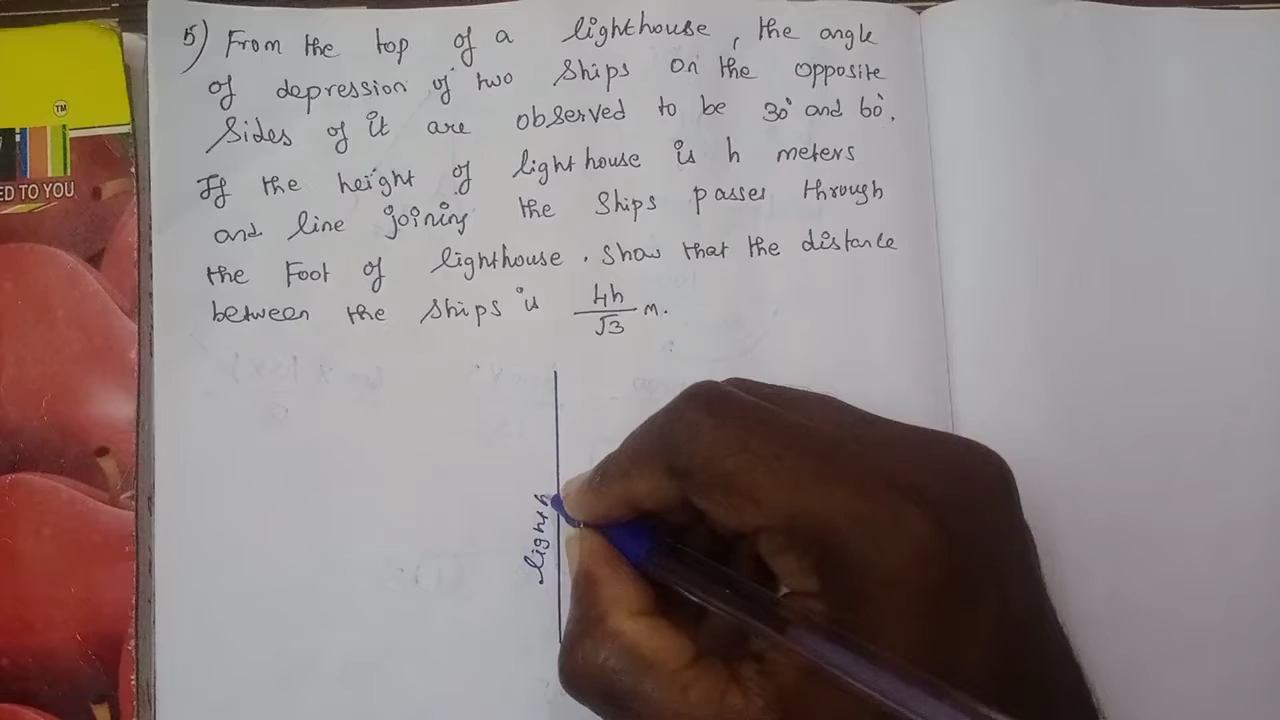 5) From the top of a lighthouse, the angle
of depression of two ships on the opposite
sides of it are observed to be 30° and 60°.
If the height of lighthouse is h meters
and line joining the ships passes through
the Foot of lighthouse. Show that the distance
between the ships is 4h/√3 m.
lighth
TM
ED TO YOU